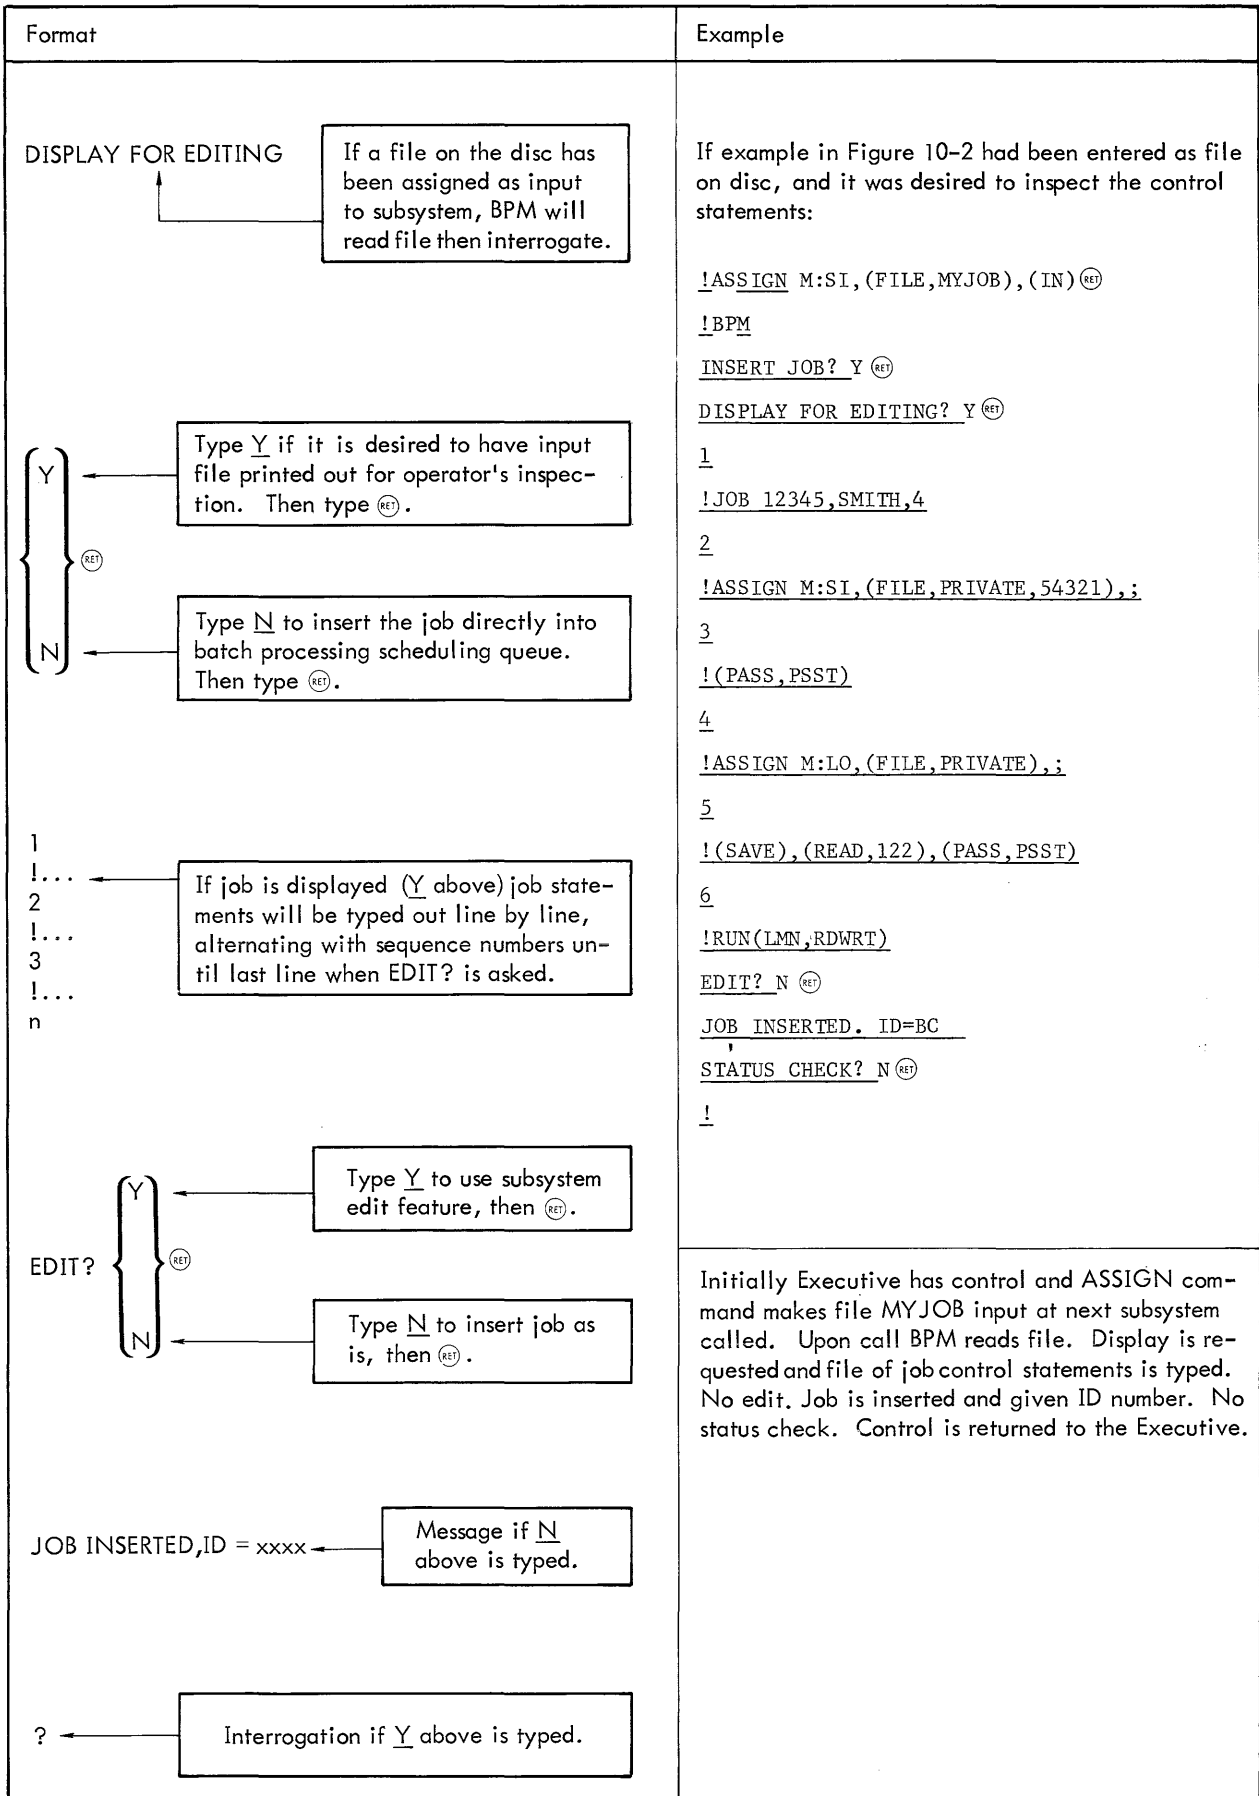 Format
Example
DISPLAY FOR EDITING
If a file on the disc has
been assigned as input
to subsystem, BPM will
read file then interrogate.
Y
Type Y if it is desired to have input
file printed out for operator's inspec-
tion. Then type RET.
RET
N
Type N to insert the job directly into
batch processing scheduling queue.
Then type RET.
1
!...
2
!...
3
!...
n
If job is displayed (Y above) job state-
ments will be typed out line by line,
alternating with sequence numbers un-
til last line when EDIT? is asked.
EDIT?
Y
Type Y to use subsystem
edit feature, then RET.
RET
N
Type N to insert job as
is, then RET.
JOB INSERTED,ID = xxxx
Message if N
above is typed.
?
Interrogation if Y above is typed.
If example in Figure 10-2 had been entered as file
on disc, and it was desired to inspect the control
statements:
!ASSIGN M:SI,(FILE,MYJOB),(IN) RET
!BPM
INSERT JOB? Y RET
DISPLAY FOR EDITING? Y RET
1
!JOB 12345,SMITH,4
2
!ASSIGN M:SI,(FILE,PRIVATE,54321),;
3
!(PASS,PSST)
4
!ASSIGN M:LO,(FILE,PRIVATE),;
5
!(SAVE),(READ,122),(PASS,PSST)
6
!RUN(LMN,RDWRT)
EDIT? N RET
JOB INSERTED. ID=BC
STATUS CHECK? N RET
!
Initially Executive has control and ASSIGN com-
mand makes file MYJOB input at next subsystem
called. Upon call BPM reads file. Display is re-
quested and file of job control statements is typed.
No edit. Job is inserted and given ID number. No
status check. Control is returned to the Executive.